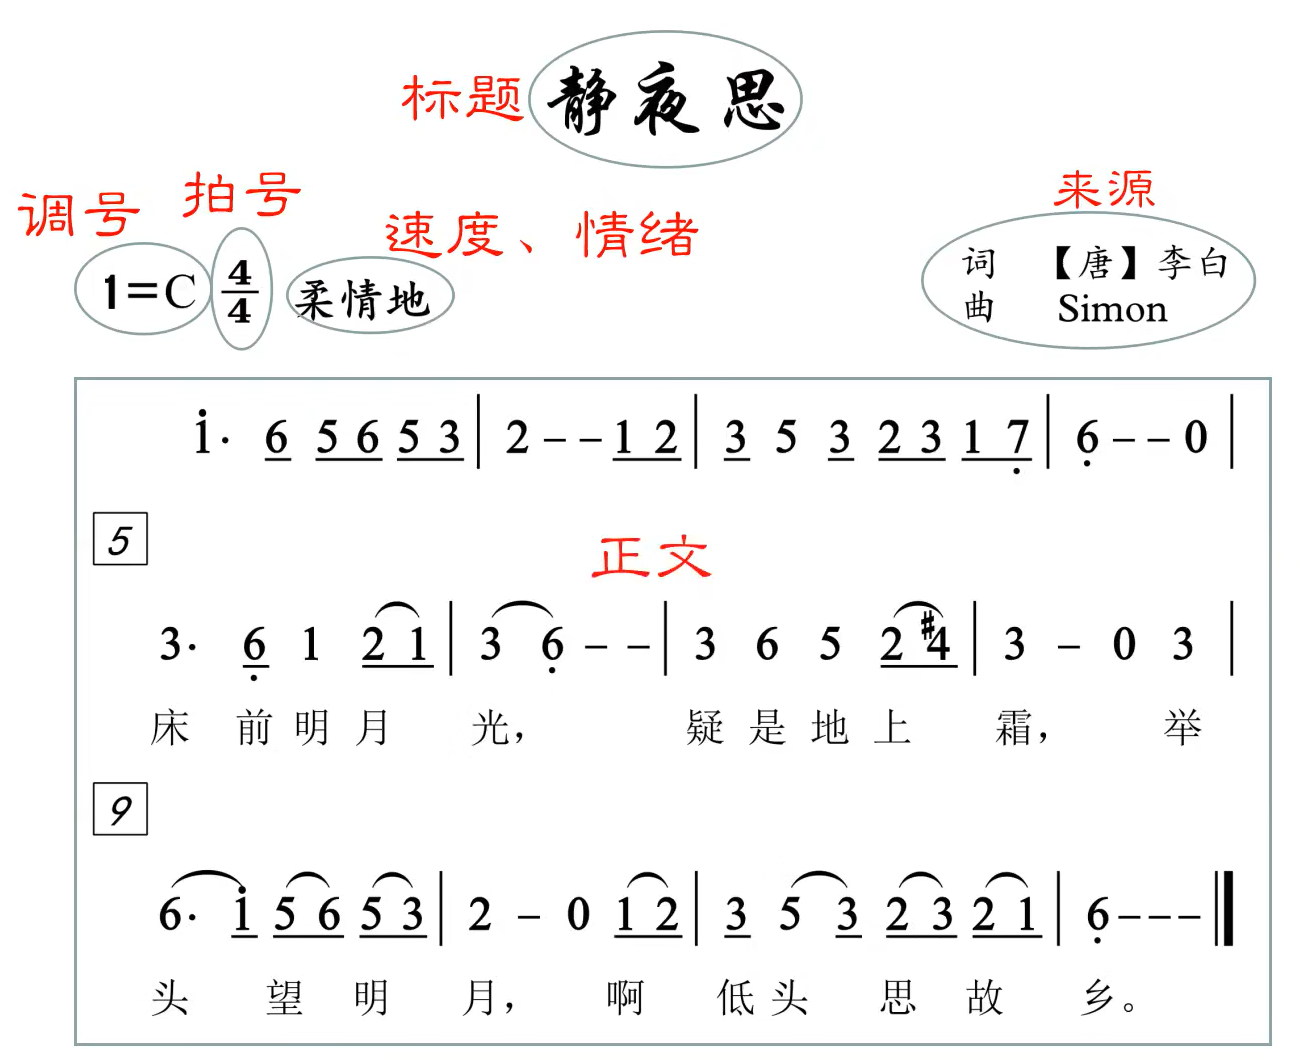 标题 静夜思
调号 拍号 速度、情绪 来源
1=C 4/4 柔情地 词 【唐】李白
曲 Simon
i· 6 5 6 5 3 | 2 – – 1 2 | 3 5 3 2 3 1 7̣ | 6̣ – – 0 |
5
正文
3· 6̣ 1 2 1 | 3 6̣ – – | 3 6 5 2 #4 | 3 – 0 3 |
床 前 明 月 光， 疑 是 地 上 霜， 举
9
6· i 5 6 5 3 | 2 – 0 1 2 | 3 5 3 2 3 2 1 | 6̣ – – – ‖
头 望 明 月， 啊 低 头 思 故 乡。